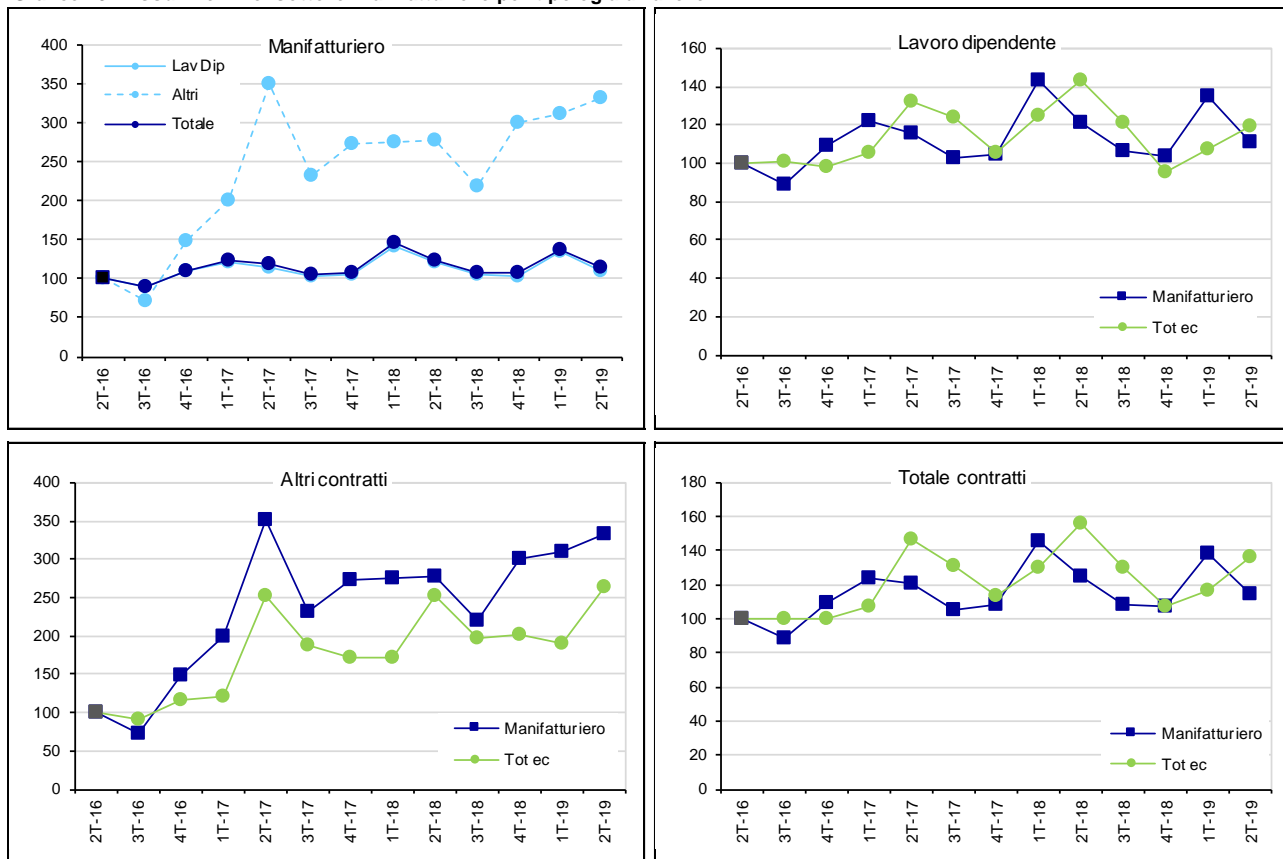 Manifatturiero
400
350
300
250
200
150
100
50
0
Lav Dip
Altri
Totale
2T-16
3T-16
4T-16
1T-17
2T-17
3T-17
4T-17
1T-18
2T-18
3T-18
4T-18
1T-19
2T-19
Lavoro dipendente
160
140
120
100
80
60
40
20
0
Manifatturiero
Tot ec
2T-16
3T-16
4T-16
1T-17
2T-17
3T-17
4T-17
1T-18
2T-18
3T-18
4T-18
1T-19
2T-19
Altri contratti
400
350
300
250
200
150
100
50
0
Manifatturiero
Tot ec
2T-16
3T-16
4T-16
1T-17
2T-17
3T-17
4T-17
1T-18
2T-18
3T-18
4T-18
1T-19
2T-19
Totale contratti
180
160
140
120
100
80
60
40
20
0
Manifatturiero
Tot ec
2T-16
3T-16
4T-16
1T-17
2T-17
3T-17
4T-17
1T-18
2T-18
3T-18
4T-18
1T-19
2T-19